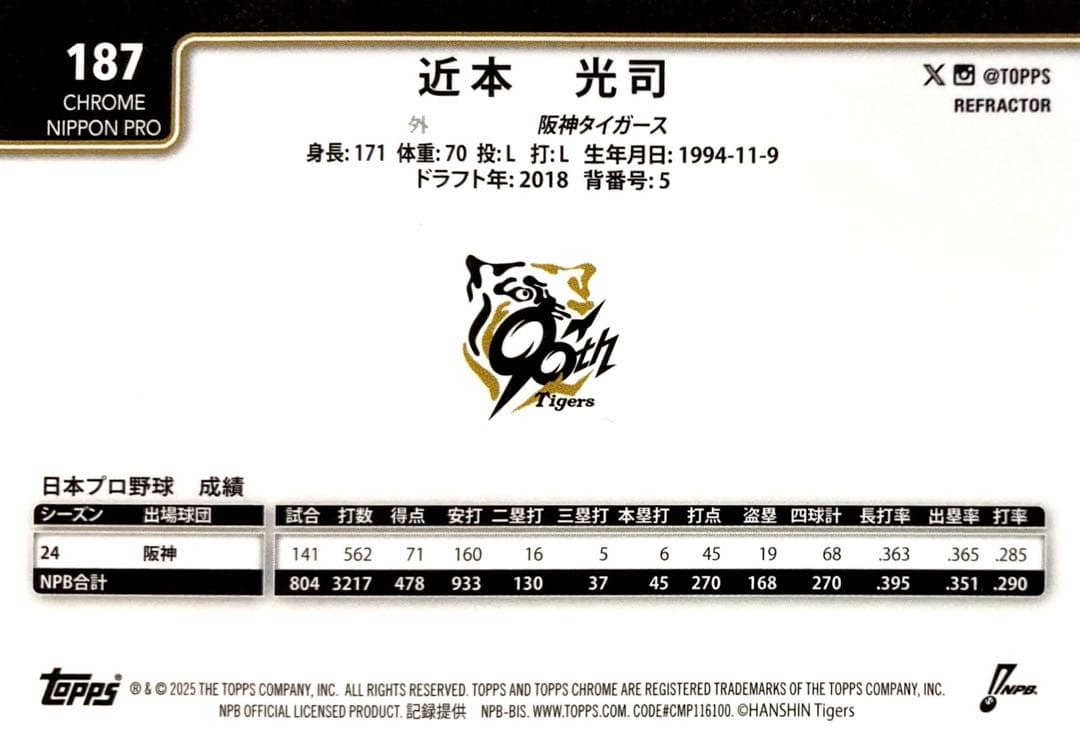 187
CHROME
NIPPON PRO
近本 光司
@TOPPS
REFRACTOR
外 阪神タイガース
身長: 171 体重: 70 投: L 打: L 生年月日: 1994-11-9
ドラフト年: 2018 背番号: 5
90th
Tigers
日本プロ野球 成績
シーズン 出場球団 試合 打数 得点 安打 二塁打 三塁打 本塁打 打点 盗塁 四球計 長打率 出塁率 打率
24 阪神 141 562 71 160 16 5 6 45 19 68 .363 .365 .285
NPB合計 804 3217 478 933 130 37 45 270 168 270 .395 .351 .290
topps® ® & © 2025 THE TOPPS COMPANY, INC. ALL RIGHTS RESERVED. TOPPS AND TOPPS CHROME ARE REGISTERED TRADEMARKS OF THE TOPPS COMPANY, INC.
NPB OFFICIAL LICENSED PRODUCT. 記録提供 NPB-BIS. WWW.TOPPS.COM. CODE#CMP116100. ©HANSHIN Tigers
NPB.